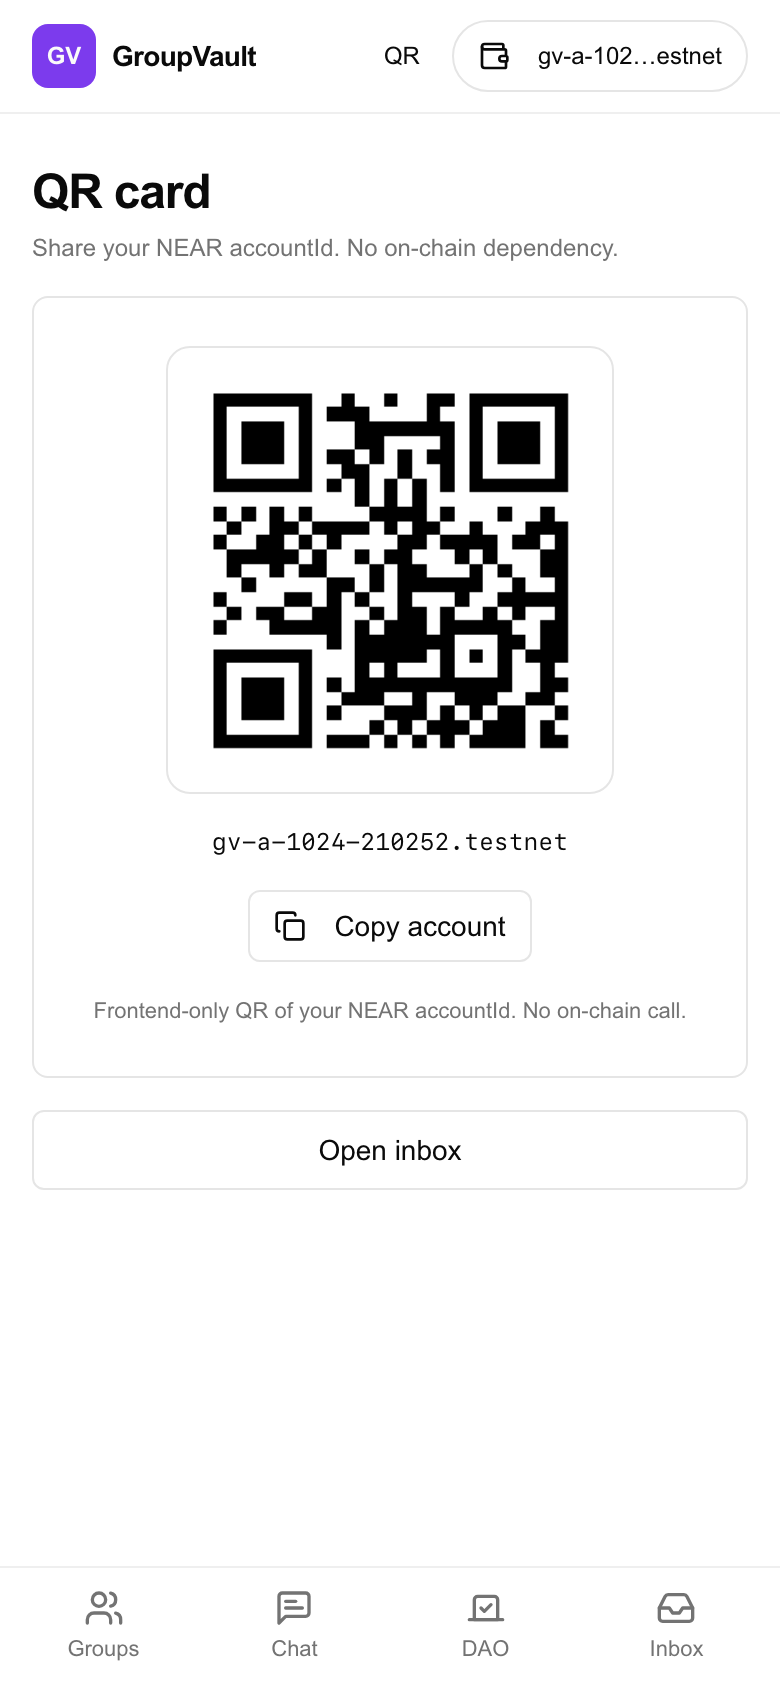 GV
GroupVault
QR
gv-a-102...estnet
QR card
Share your NEAR accountId. No on-chain dependency.
gv-a-1024-210252.testnet
Copy account
Frontend-only QR of your NEAR accountId. No on-chain call.
Open inbox
Groups
Chat
DAO
Inbox